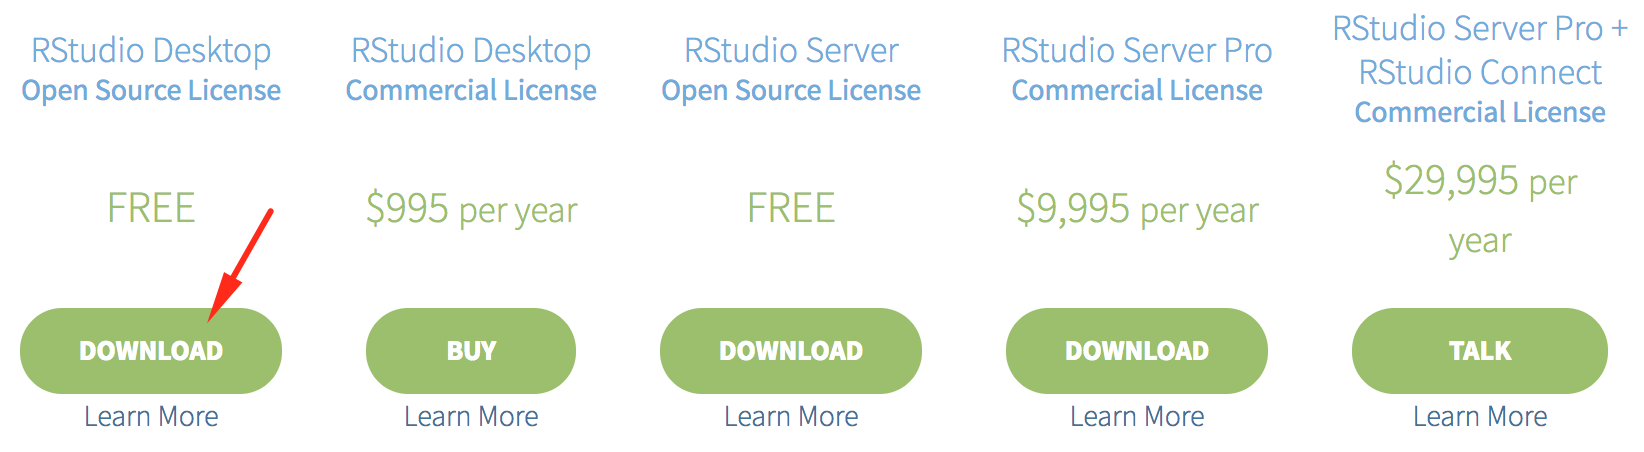 RStudio Desktop
Open Source License
FREE
DOWNLOAD
Learn More
RStudio Desktop
Commercial License
$995 per year
BUY
Learn More
RStudio Server
Open Source License
FREE
DOWNLOAD
Learn More
RStudio Server Pro
Commercial License
$9,995 per year
DOWNLOAD
Learn More
RStudio Server Pro +
RStudio Connect
Commercial License
$29,995 per
year
TALK
Learn More